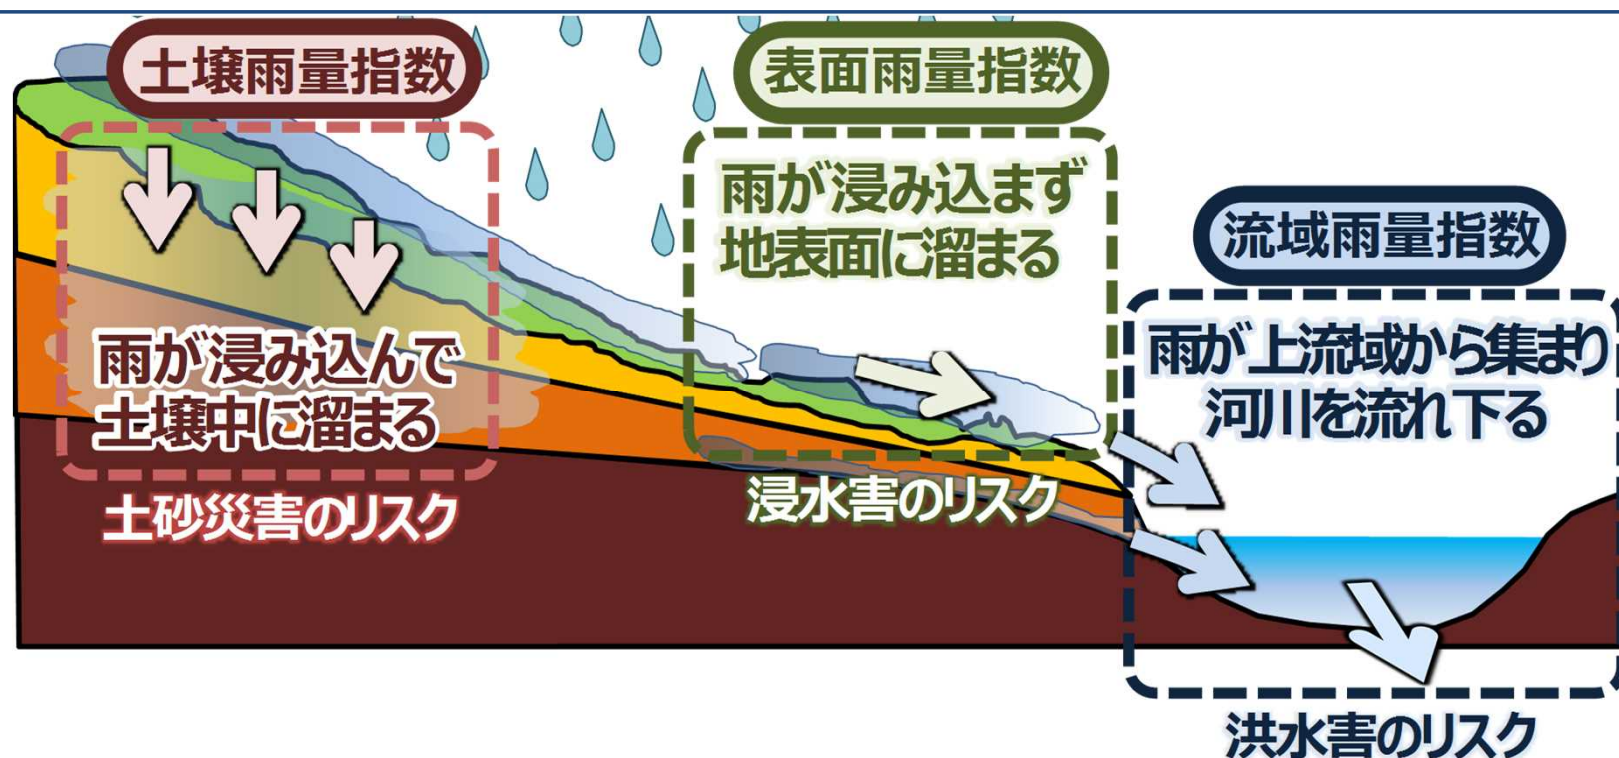 土壌雨量指数
雨が浸み込んで
土壌中に溜まる
土砂災害のリスク
表面雨量指数
雨が浸み込まず
地表面に溜まる
浸水害のリスク
流域雨量指数
雨が上流域から集まり
河川を流れ下る
洪水害のリスク